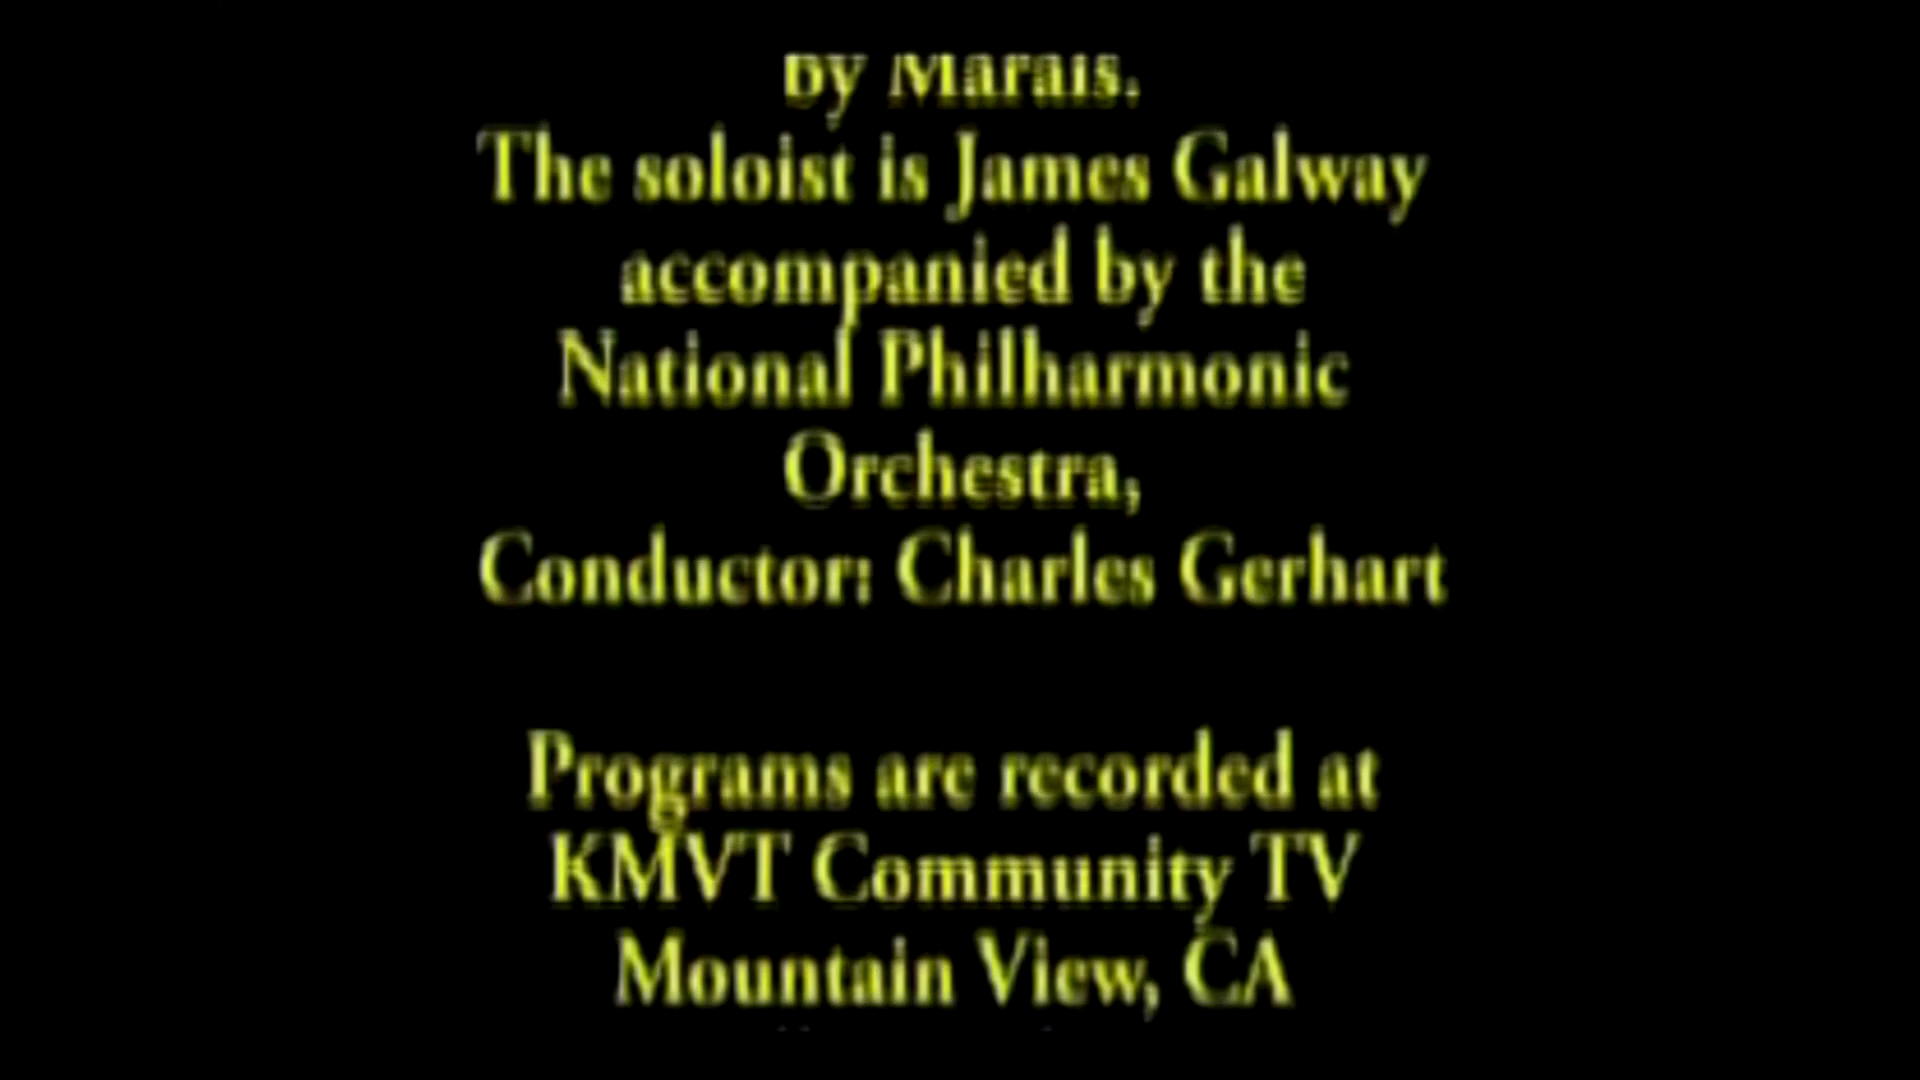 by Marais.
The soloist is James Galway
accompanied by the
National Philharmonic
Orchestra,
Conductor: Charles Gerhart
Programs are recorded at
KMVT Community TV
Mountain View, CA